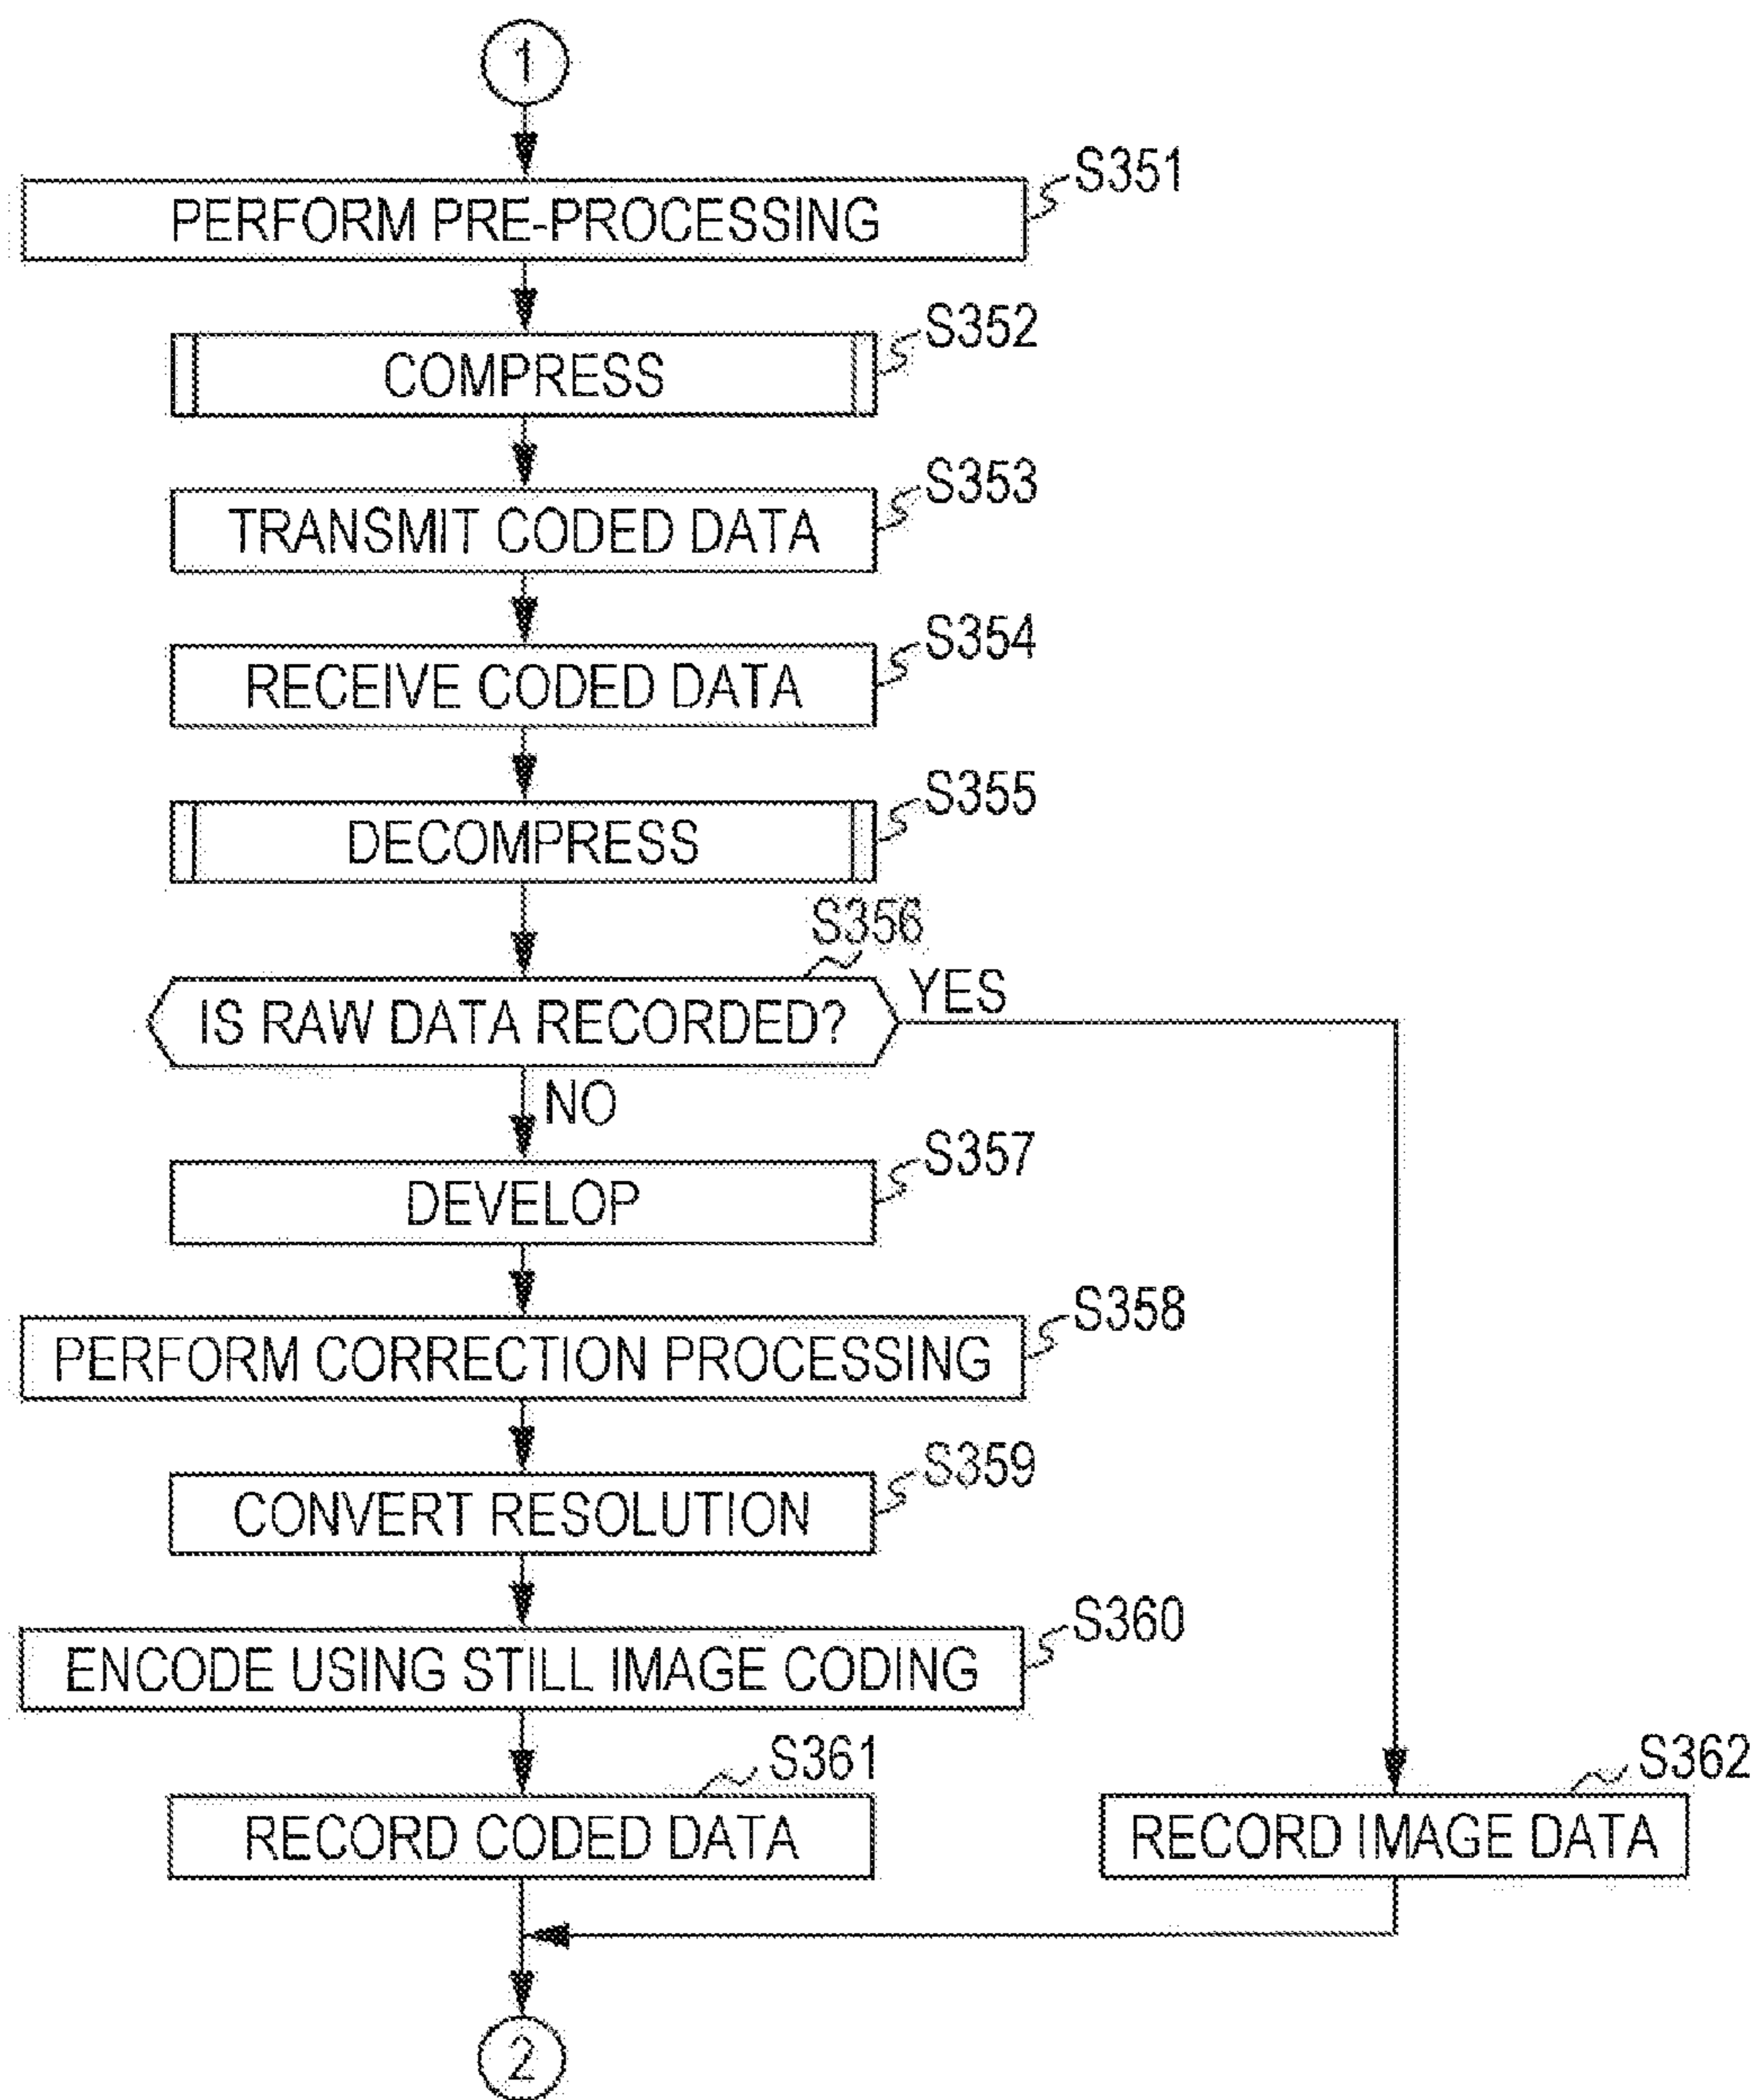 1
S351
PERFORM PRE-PROCESSING
S352
COMPRESS
S353
TRANSMIT CODED DATA
S354
RECEIVE CODED DATA
S355
DECOMPRESS
S356
IS RAW DATA RECORDED?
YES
NO
S357
DEVELOP
S358
PERFORM CORRECTION PROCESSING
S359
CONVERT RESOLUTION
S360
ENCODE USING STILL IMAGE CODING
S361
RECORD CODED DATA
S362
RECORD IMAGE DATA
2